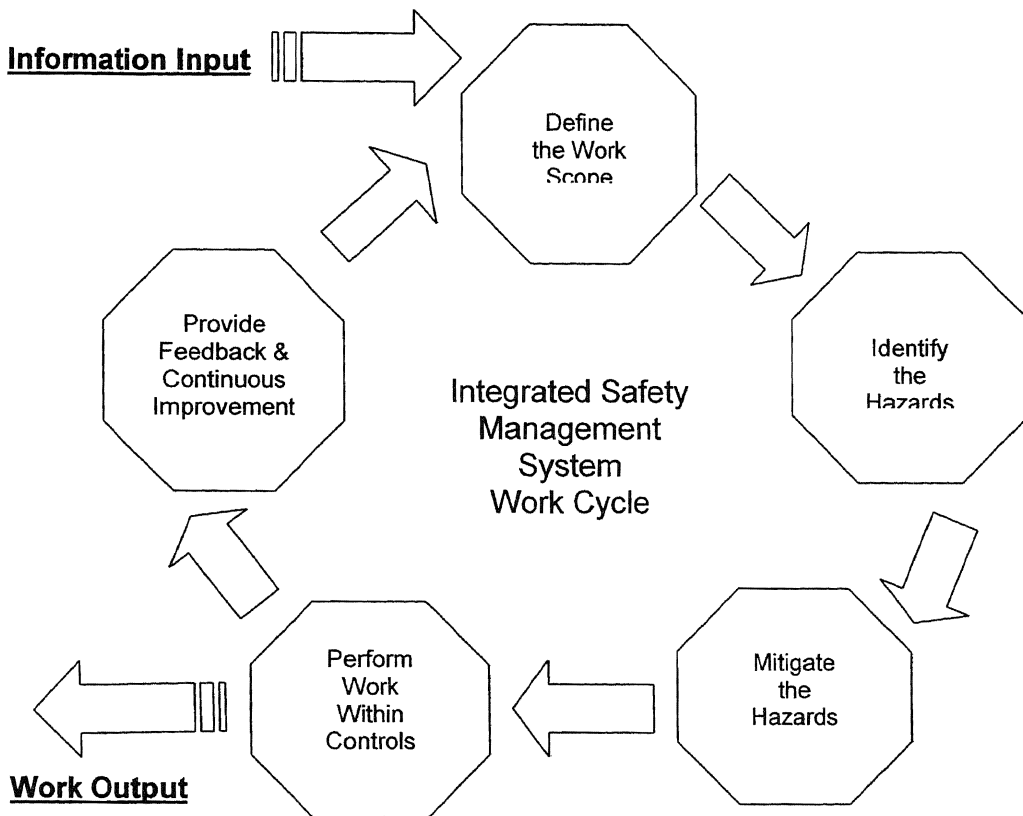 Information Input
Define
the Work
Scope
Identify
the
Hazards
Mitigate
the
Hazards
Perform
Work
Within
Controls
Work Output
Provide
Feedback &
Continuous
Improvement
Integrated Safety
Management
System
Work Cycle